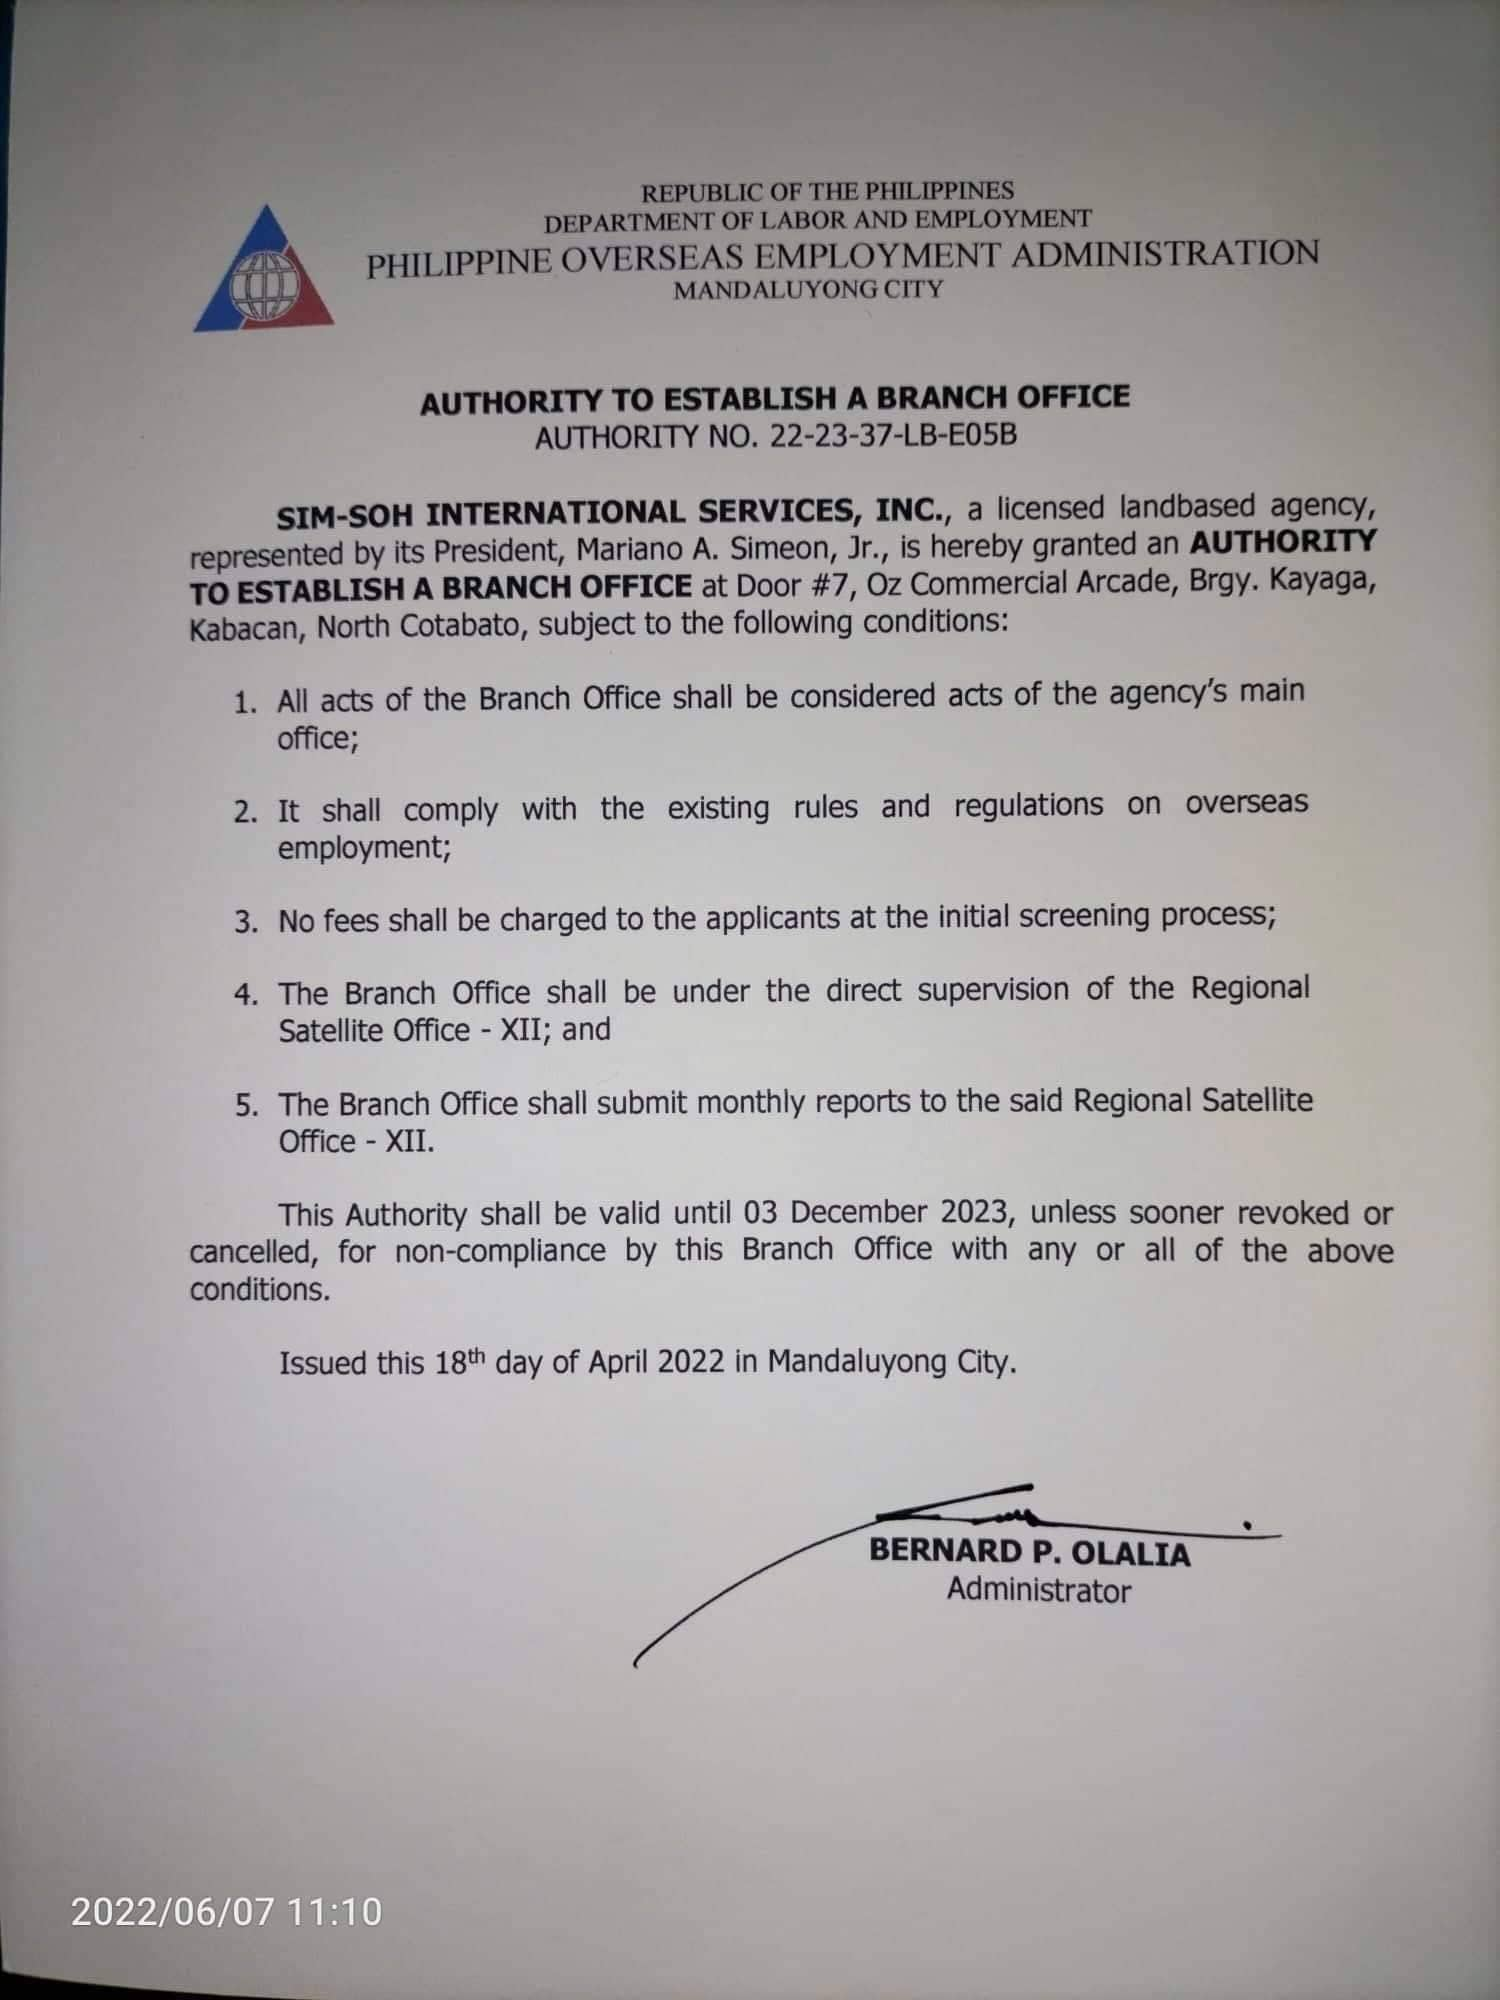 REPUBLIC OF THE PHILIPPINES
DEPARTMENT OF LABOR AND EMPLOYMENT
PHILIPPINE OVERSEAS EMPLOYMENT ADMINISTRATION
MANDALUYONG CITY
AUTHORITY TO ESTABLISH A BRANCH OFFICE
AUTHORITY NO. 22-23-37-LB-E05B
SIM-SOH INTERNATIONAL SERVICES, INC., a licensed landbased agency,
represented by its President, Mariano A. Simeon, Jr., is hereby granted an AUTHORITY
TO ESTABLISH A BRANCH OFFICE at Door #7, Oz Commercial Arcade, Brgy. Kayaga,
Kabacan, North Cotabato, subject to the following conditions:
1. All acts of the Branch Office shall be considered acts of the agency's main
office;
2. It shall comply with the existing rules and regulations on overseas
employment;
3. No fees shall be charged to the applicants at the initial screening process;
4. The Branch Office shall be under the direct supervision of the Regional
Satellite Office - XII; and
5. The Branch Office shall submit monthly reports to the said Regional Satellite
Office - XII.
This Authority shall be valid until 03 December 2023, unless sooner revoked or
cancelled, for non-compliance by this Branch Office with any or all of the above
conditions.
Issued this 18th day of April 2022 in Mandaluyong City.
BERNARD P. OLALIA
Administrator
2022/06/07 11:10